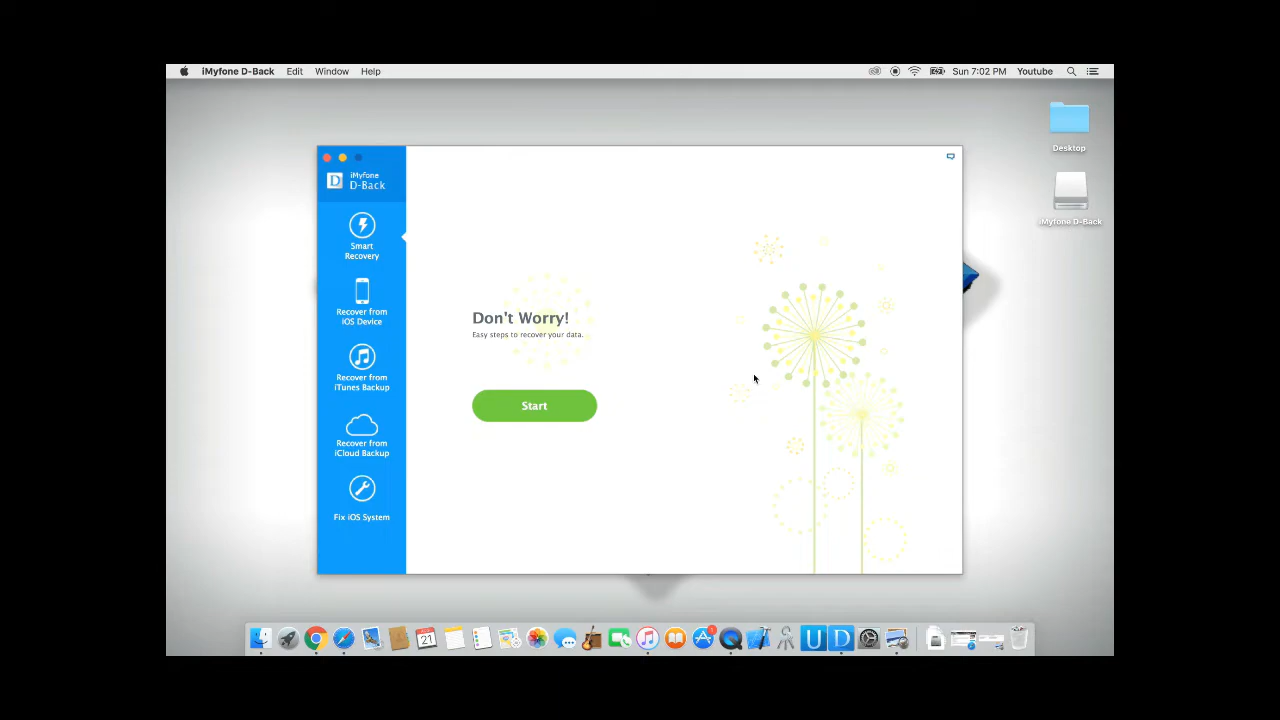 iMyfone D-Back Edit Window Help
Sun 7:02 PM Youtube
Desktop
iMyfone D-Back
iMyfone
D-Back
Smart
Recovery
Recover from
iOS Device
Recover from
iTunes Backup
Recover from
iCloud Backup
Fix iOS System
Don't Worry!
Easy steps to recover your data.
Start
21